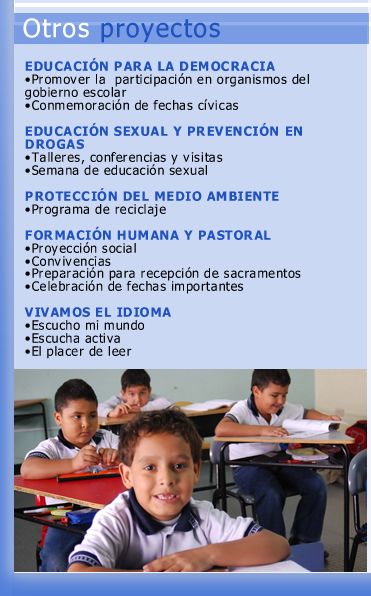 Otros proyectos
EDUCACIÓN PARA LA DEMOCRACIA
•Promover la participación en organismos del
gobierno escolar
•Conmemoración de fechas cívicas
EDUCACIÓN SEXUAL Y PREVENCIÓN EN
DROGAS
•Talleres, conferencias y visitas
•Semana de educación sexual
PROTECCIÓN DEL MEDIO AMBIENTE
•Programa de reciclaje
FORMACIÓN HUMANA Y PASTORAL
•Proyección social
•Convivencias
•Preparación para recepción de sacramentos
•Celebración de fechas importantes
VIVAMOS EL IDIOMA
•Escucho mi mundo
•Escucha activa
•El placer de leer